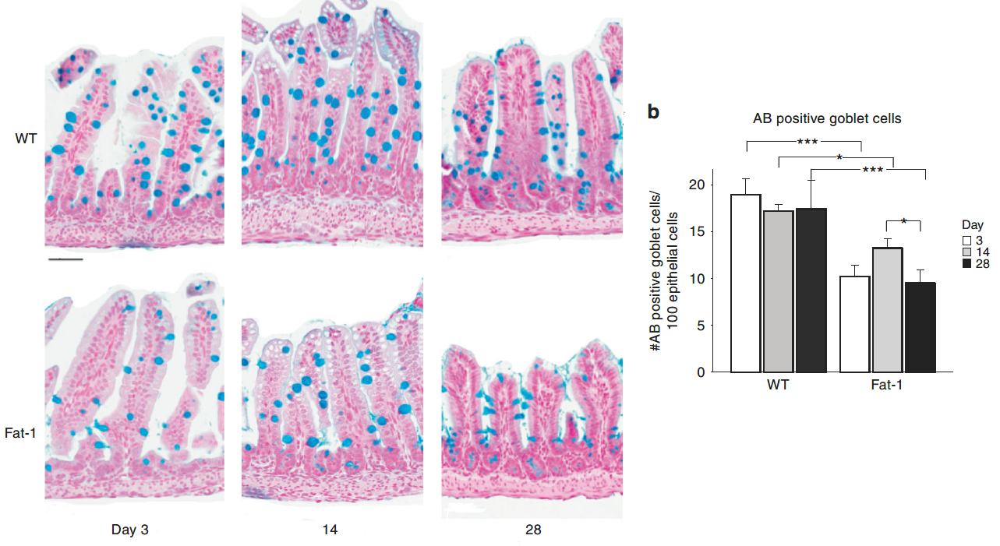 WT
Fat-1
Day 3
14
28
b
AB positive goblet cells
***
*
***
*
#AB positive goblet cells/
100 epithelial cells
20
15
10
5
0
WT
Fat-1
Day
3
14
28